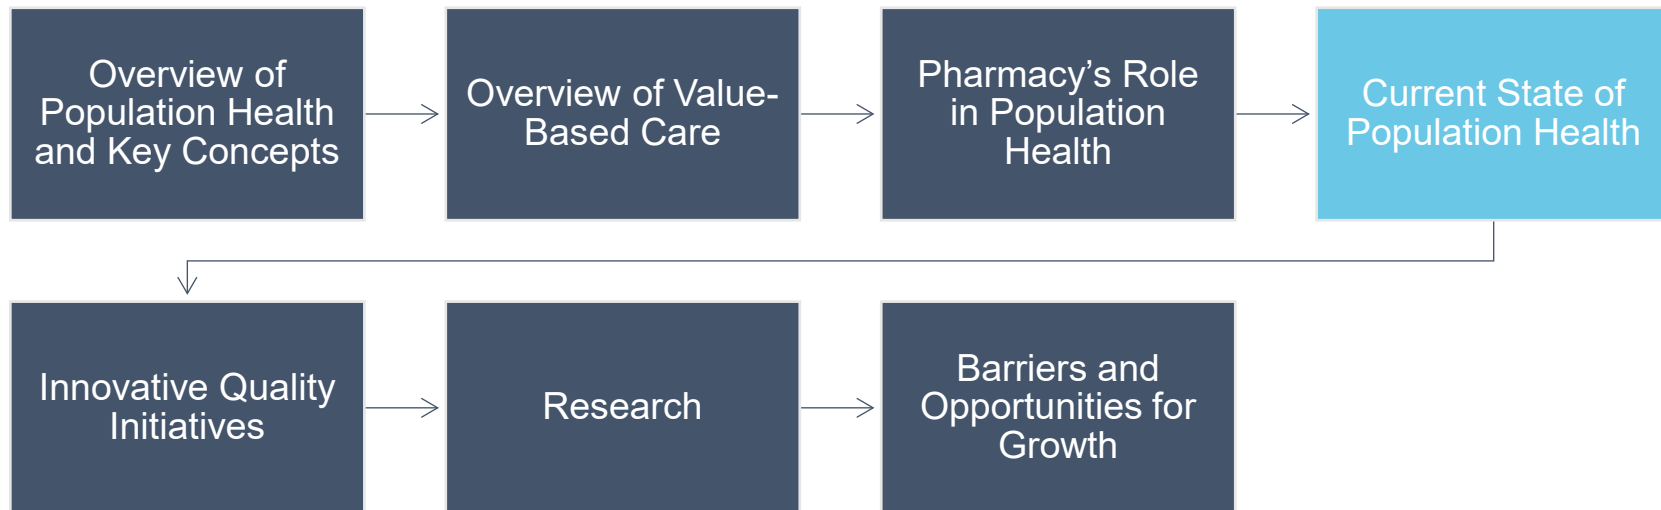 Overview of
Population Health
and Key Concepts
Overview of Value-
Based Care
Pharmacy’s Role
in Population
Health
Current State of
Population Health
Innovative Quality
Initiatives
Research
Barriers and
Opportunities for
Growth